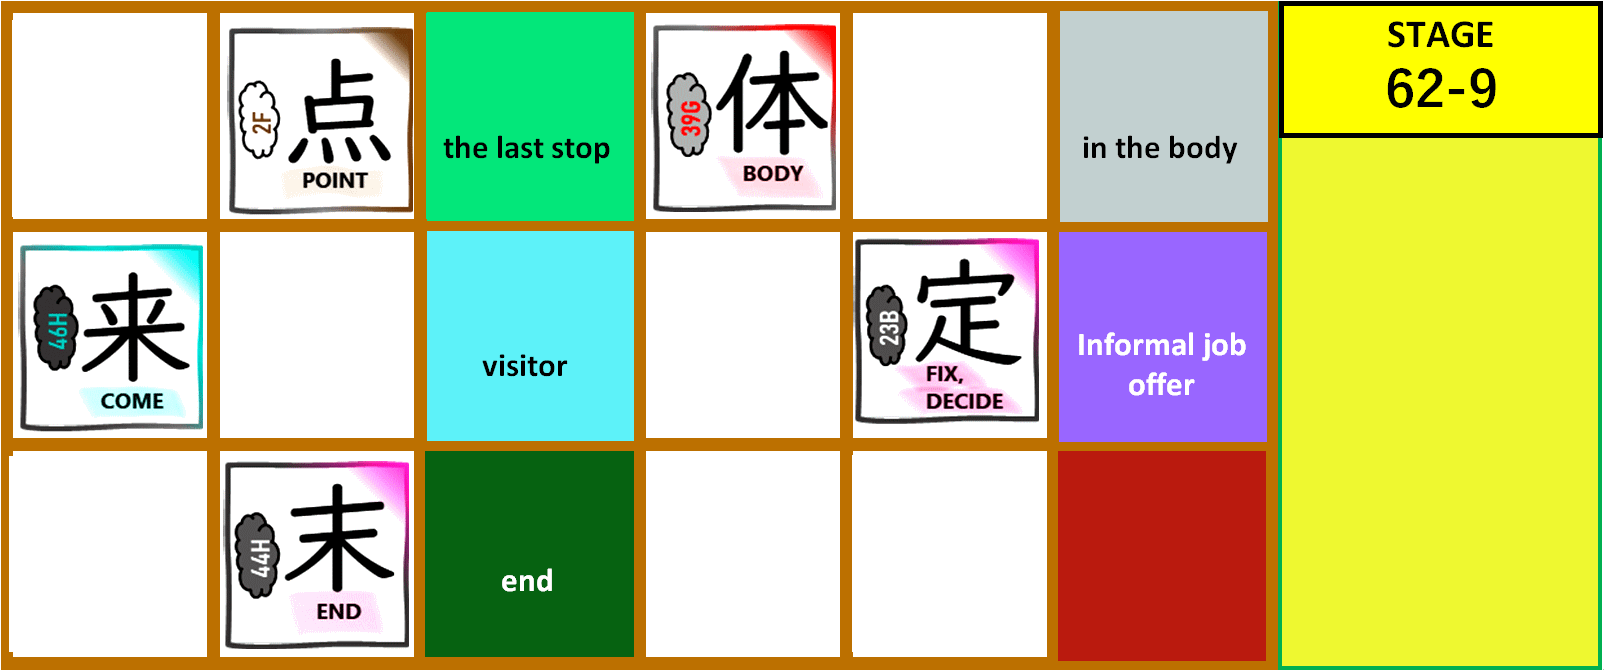 2F
点
POINT
the last stop
39G
体
BODY
in the body
STAGE
62-9
46H
来
COME
visitor
23B
定
FIX,
DECIDE
Informal job
offer
44H
末
END
end